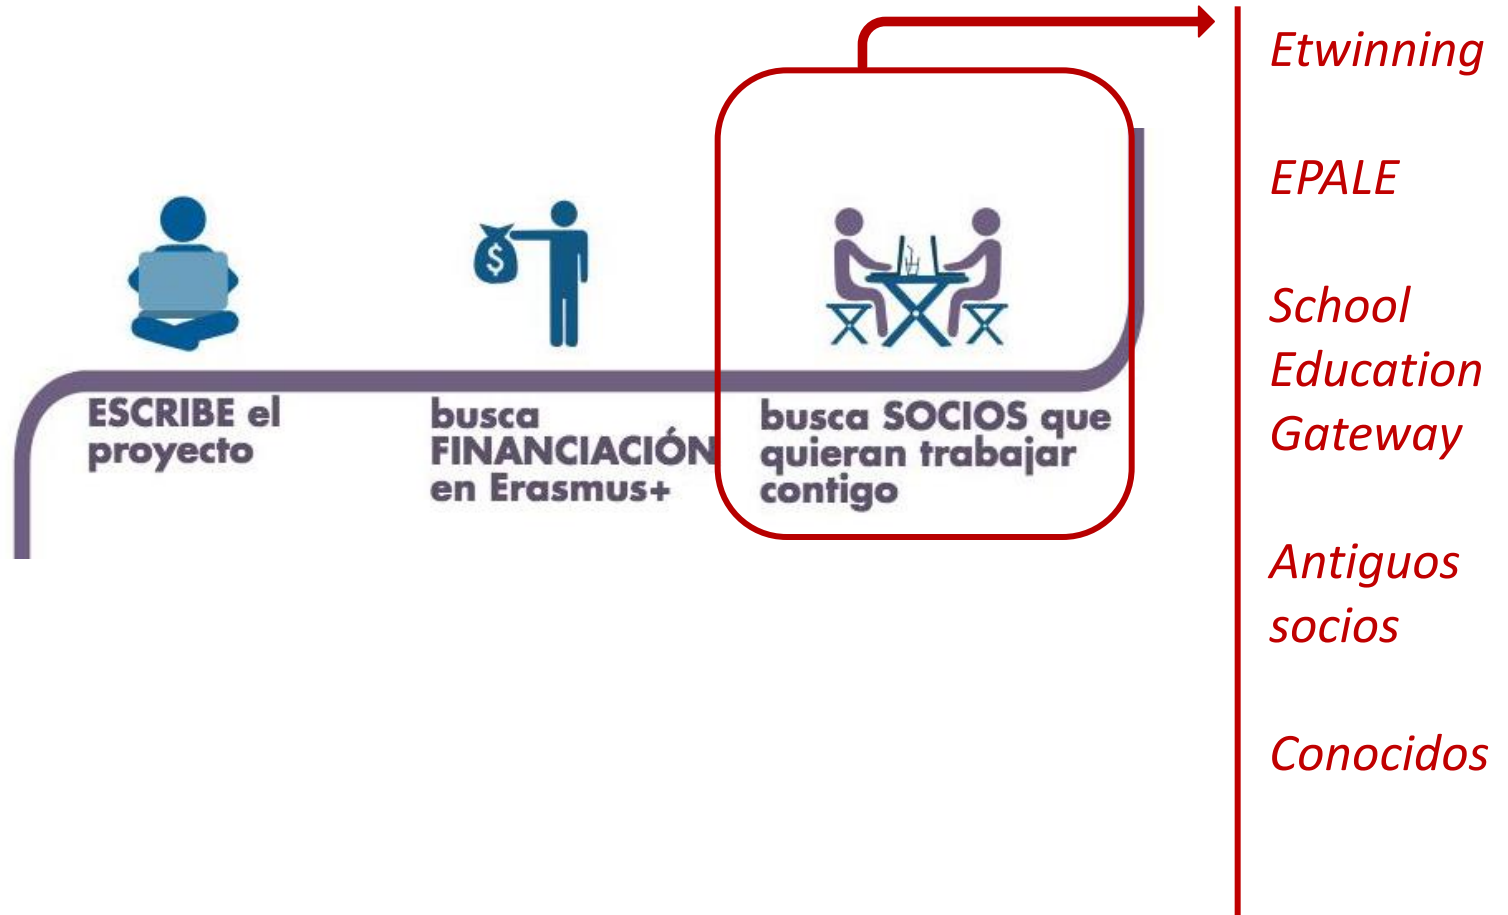 ESCRIBE el
proyecto
busca
FINANCIACIÓN
en Erasmus+
busca SOCIOS que
quieran trabajar
contigo
Etwinning
EPALE
School
Education
Gateway
Antiguos
socios
Conocidos
$